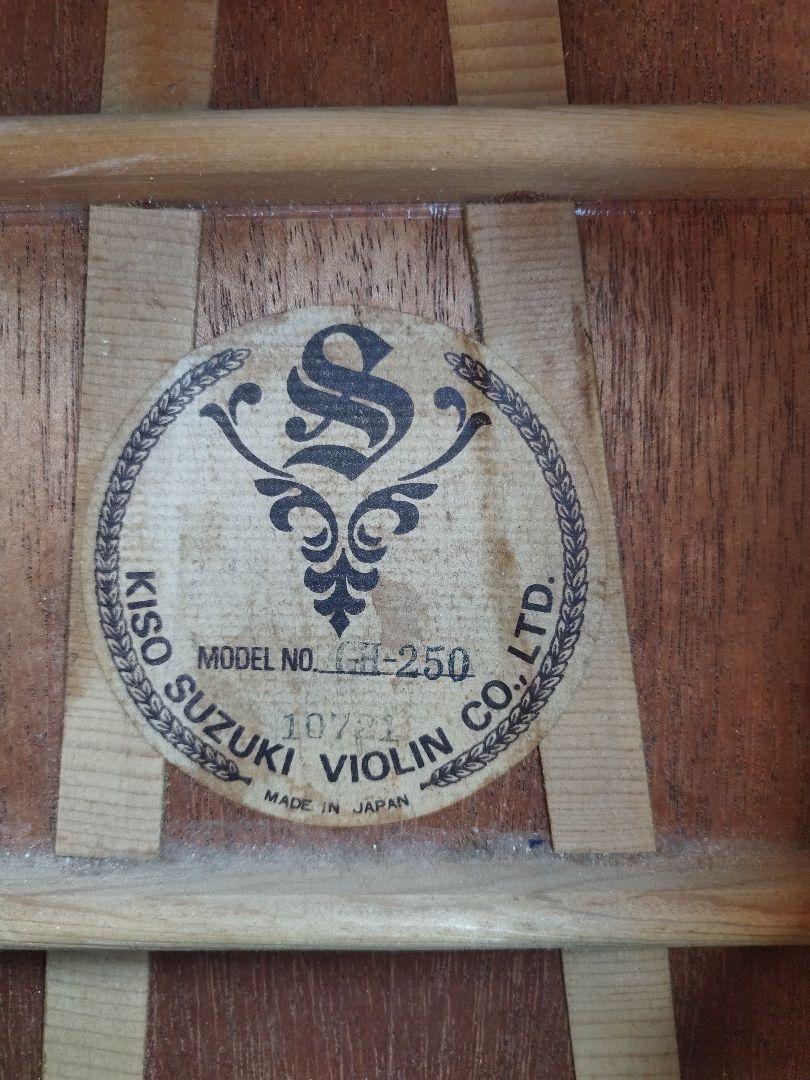 S
MODEL NO. GH-250
10721
KISO SUZUKI VIOLIN CO., LTD.
MADE IN JAPAN